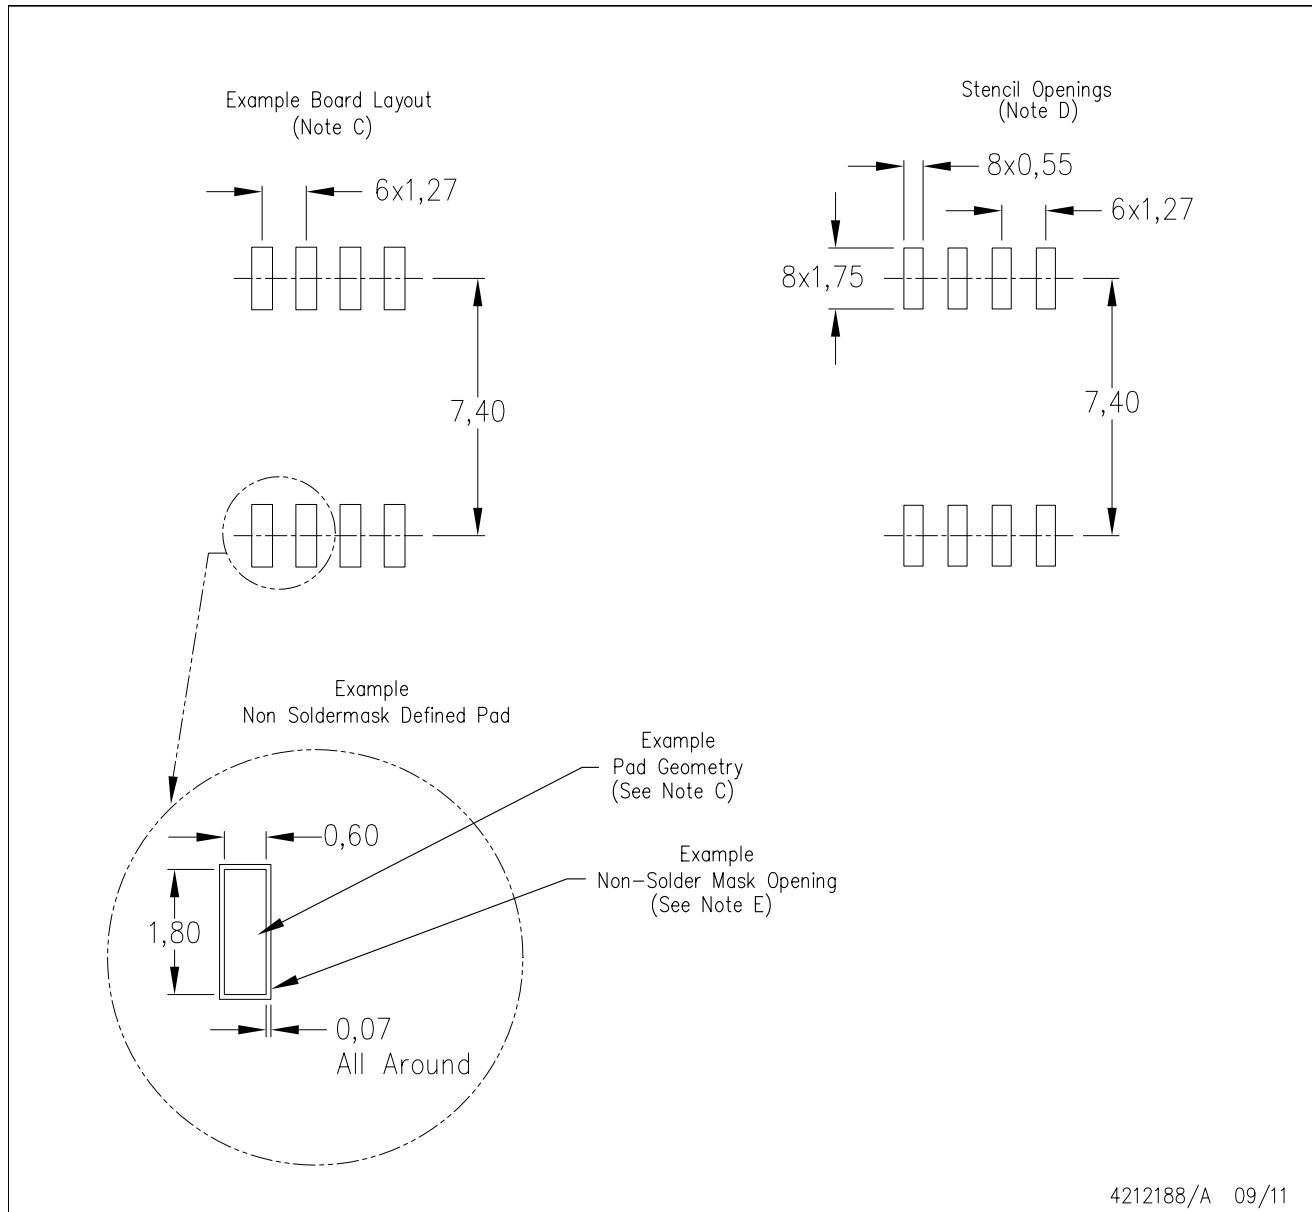 Example Board Layout
(Note C)
6x1,27
7,40
Stencil Openings
(Note D)
8x0,55
6x1,27
8x1,75
7,40
Example
Non Soldermask Defined Pad
Example
Pad Geometry
(See Note C)
0,60
Example
Non-Solder Mask Opening
(See Note E)
1,80
0,07
All Around
4212188/A 09/11